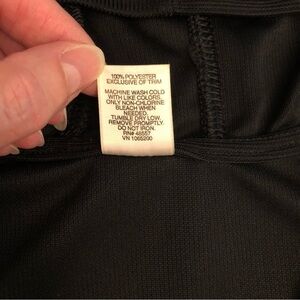 100% POLYESTER
EXCLUSIVE OF TRIM
MACHINE WASH COLD
WITH LIKE COLORS.
ONLY NON-CHLORINE
BLEACH WHEN
NEEDED.
TUMBLE DRY LOW.
REMOVE PROMPTLY.
DO NOT IRON.
RN# 48557
VN 1065200